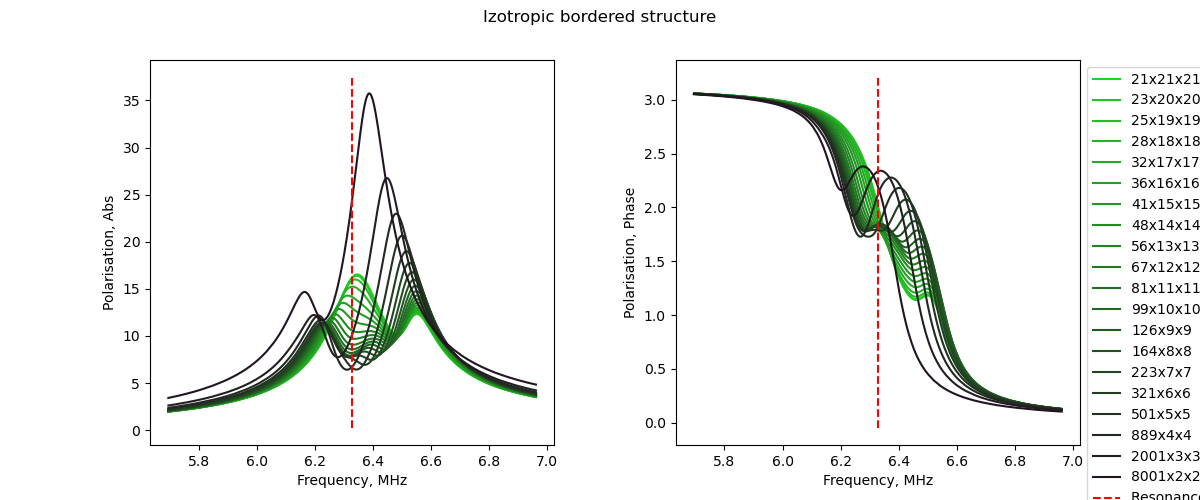 Izotropic bordered structure
Polarisation, Abs
35
30
25
20
15
10
5
0
5.8 6.0 6.2 6.4 6.6 6.8 7.0
Frequency, MHz
Polarisation, Phase
3.0
2.5
2.0
1.5
1.0
0.5
0.0
5.8 6.0 6.2 6.4 6.6 6.8 7.0
Frequency, MHz
21x21x21
23x20x20
25x19x19
28x18x18
32x17x17
36x16x16
41x15x15
48x14x14
56x13x13
67x12x12
81x11x11
99x10x10
126x9x9
164x8x8
223x7x7
321x6x6
501x5x5
889x4x4
2001x3x3
8001x2x2
Resonance